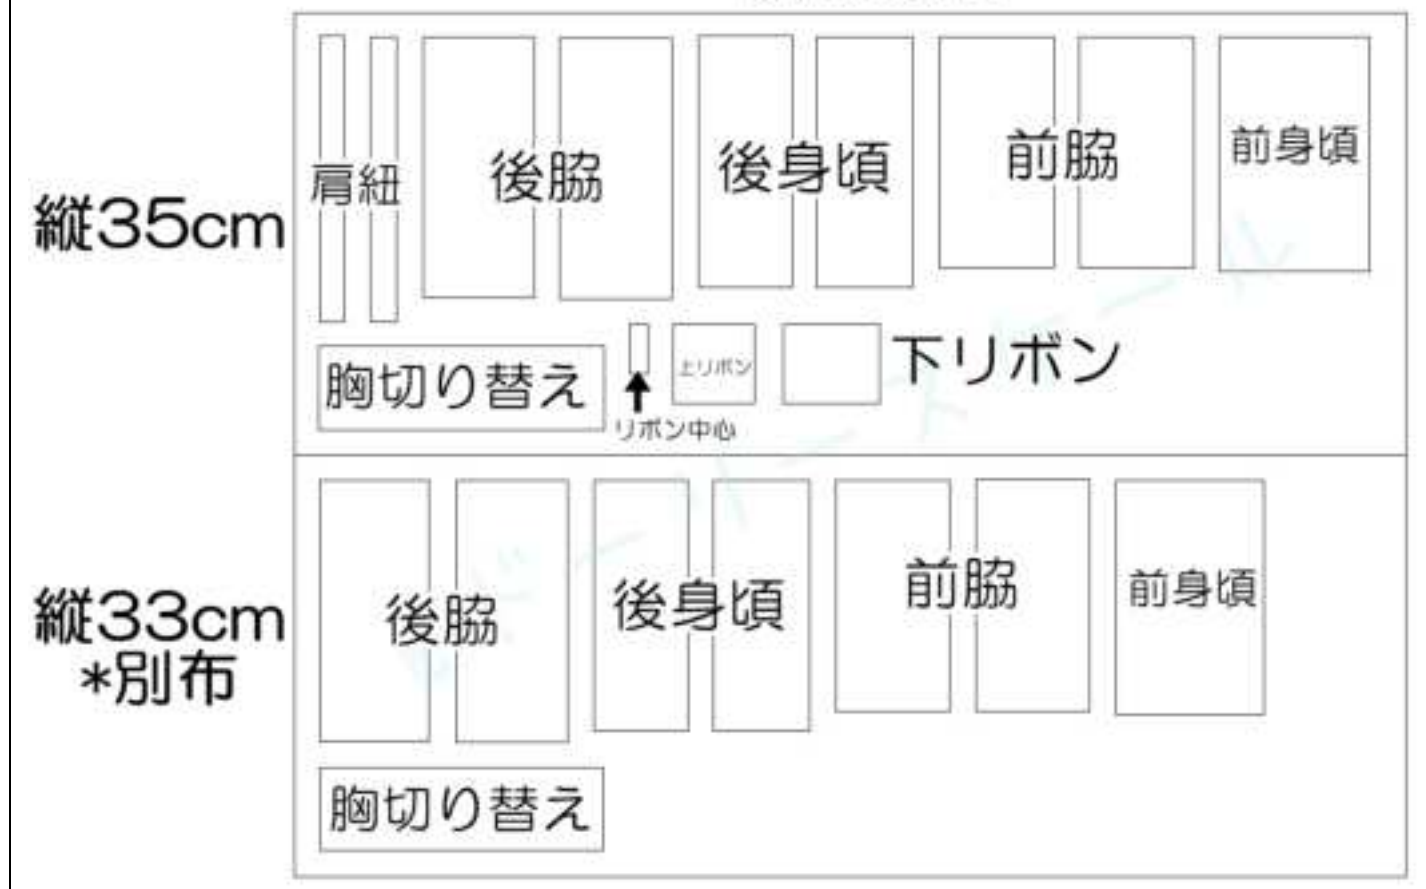 縦35cm
肩紐
後脇
後身頃
前脇
前身頃
胸切り替え
リボン中心
上リボン
下リボン
縦33cm
*別布
後脇
後身頃
前脇
前身頃
胸切り替え